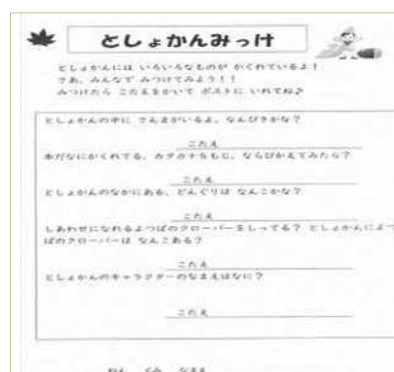 としょかんみっけ
としょかんには いろいろなものが かくれているよ！
さあ、みんなで みつけてみよう！！
みつけたら こたえをかいて ポストに いれてね♪
としょかんの中に さんまがいるよ、なんびきかな？
こたえ
本だなにかくれてる、カタカナ5もじ、ならびかえてみたら？
こたえ
としょかんのなかにある、どんぐりは なんこかな？
こたえ
しあわせになれるよつばのクローバーをしってる？ としょかんによつ
ばのクローバーは なんこある？
こたえ
としょかんのキャラクターのなまえはなに？
こたえ
ねん くみ なまえ